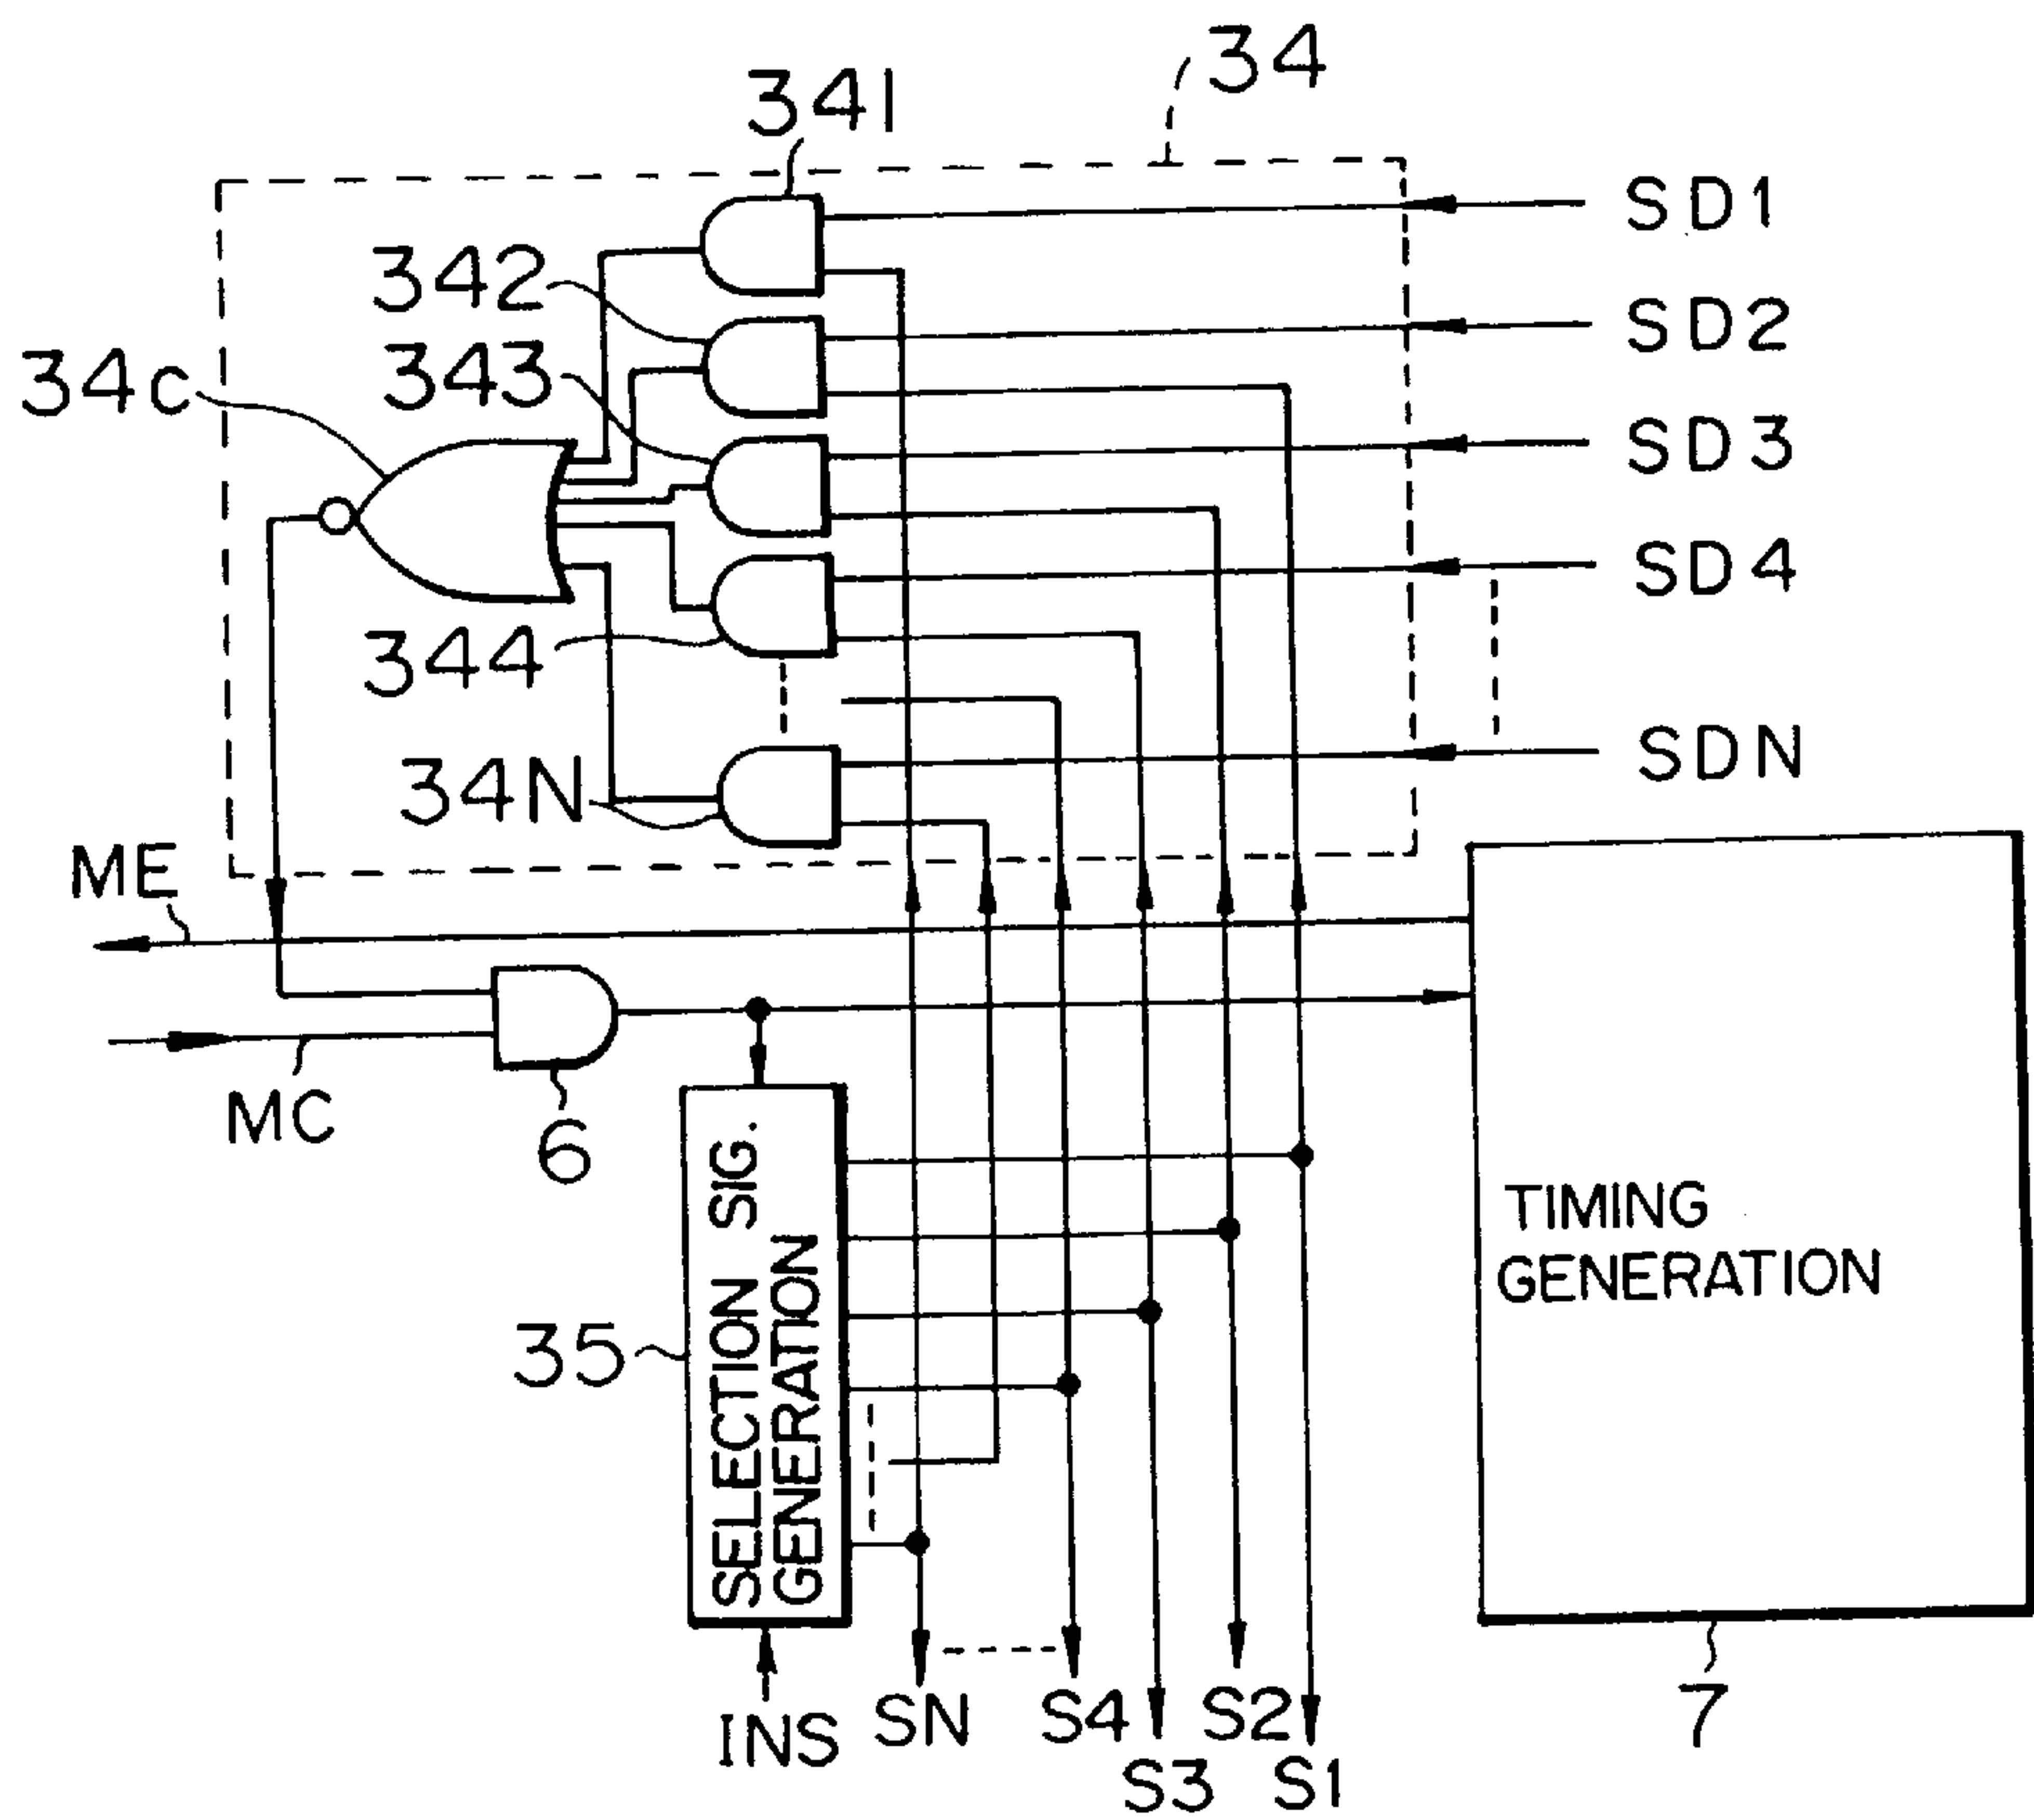 34
341
SD1
342
SD2
343
34c
SD3
SD4
344
SDN
34N
ME
MC
6
SELECTION SIG.
GENERATION
TIMING
GENERATION
35
INS
SN
S4
S3
S2
S1
7